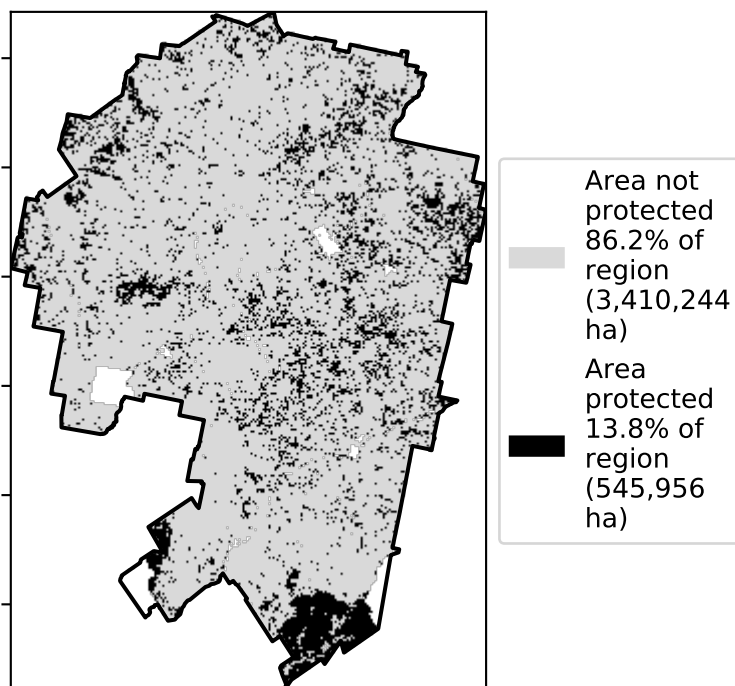 Area not
protected
86.2% of
region
(3,410,244
ha)
Area
protected
13.8% of
region
(545,956
ha)